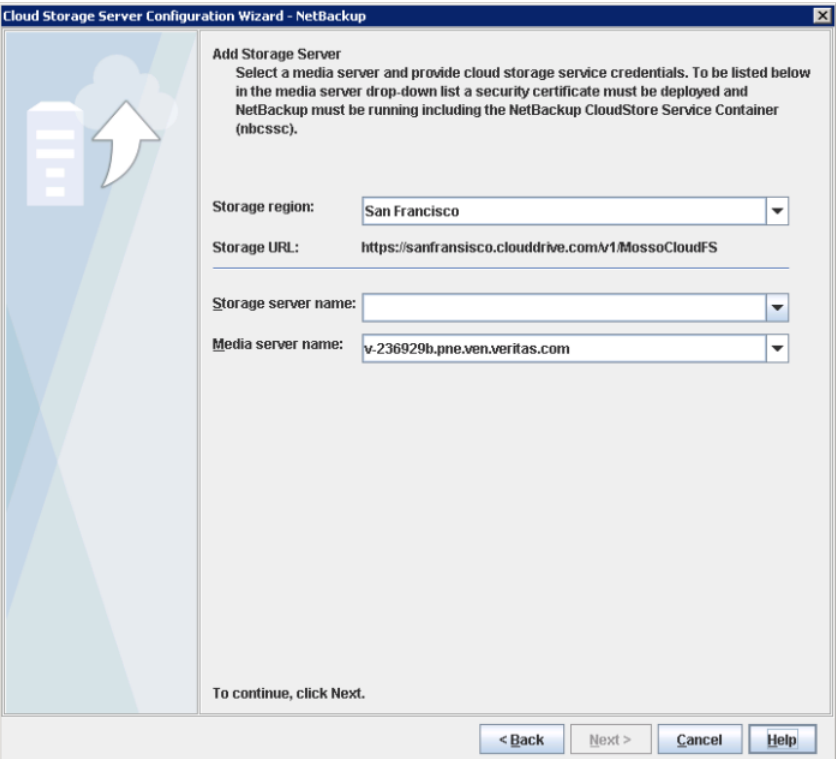 Cloud Storage Server Configuration Wizard - NetBackup
Add Storage Server
Select a media server and provide cloud storage service credentials. To be listed below
in the media server drop-down list a security certificate must be deployed and
NetBackup must be running including the NetBackup CloudStore Service Container
(nbcssc).
Storage region: San Francisco
Storage URL: https://sanfransisco.clouddrive.com/v1/MossoCloudFS
Storage server name:
Media server name: v-236929b.pne.ven.veritas.com
To continue, click Next.
< Back Next > Cancel Help